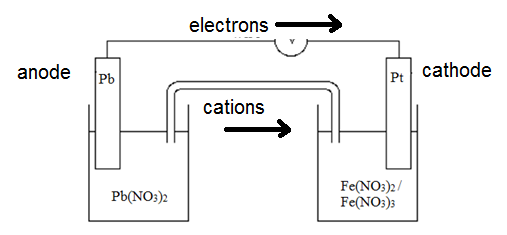 electrons
V
anode
Pb
Pt
cathode
cations
Pb(NO3)2
Fe(NO3)2 /
Fe(NO3)3